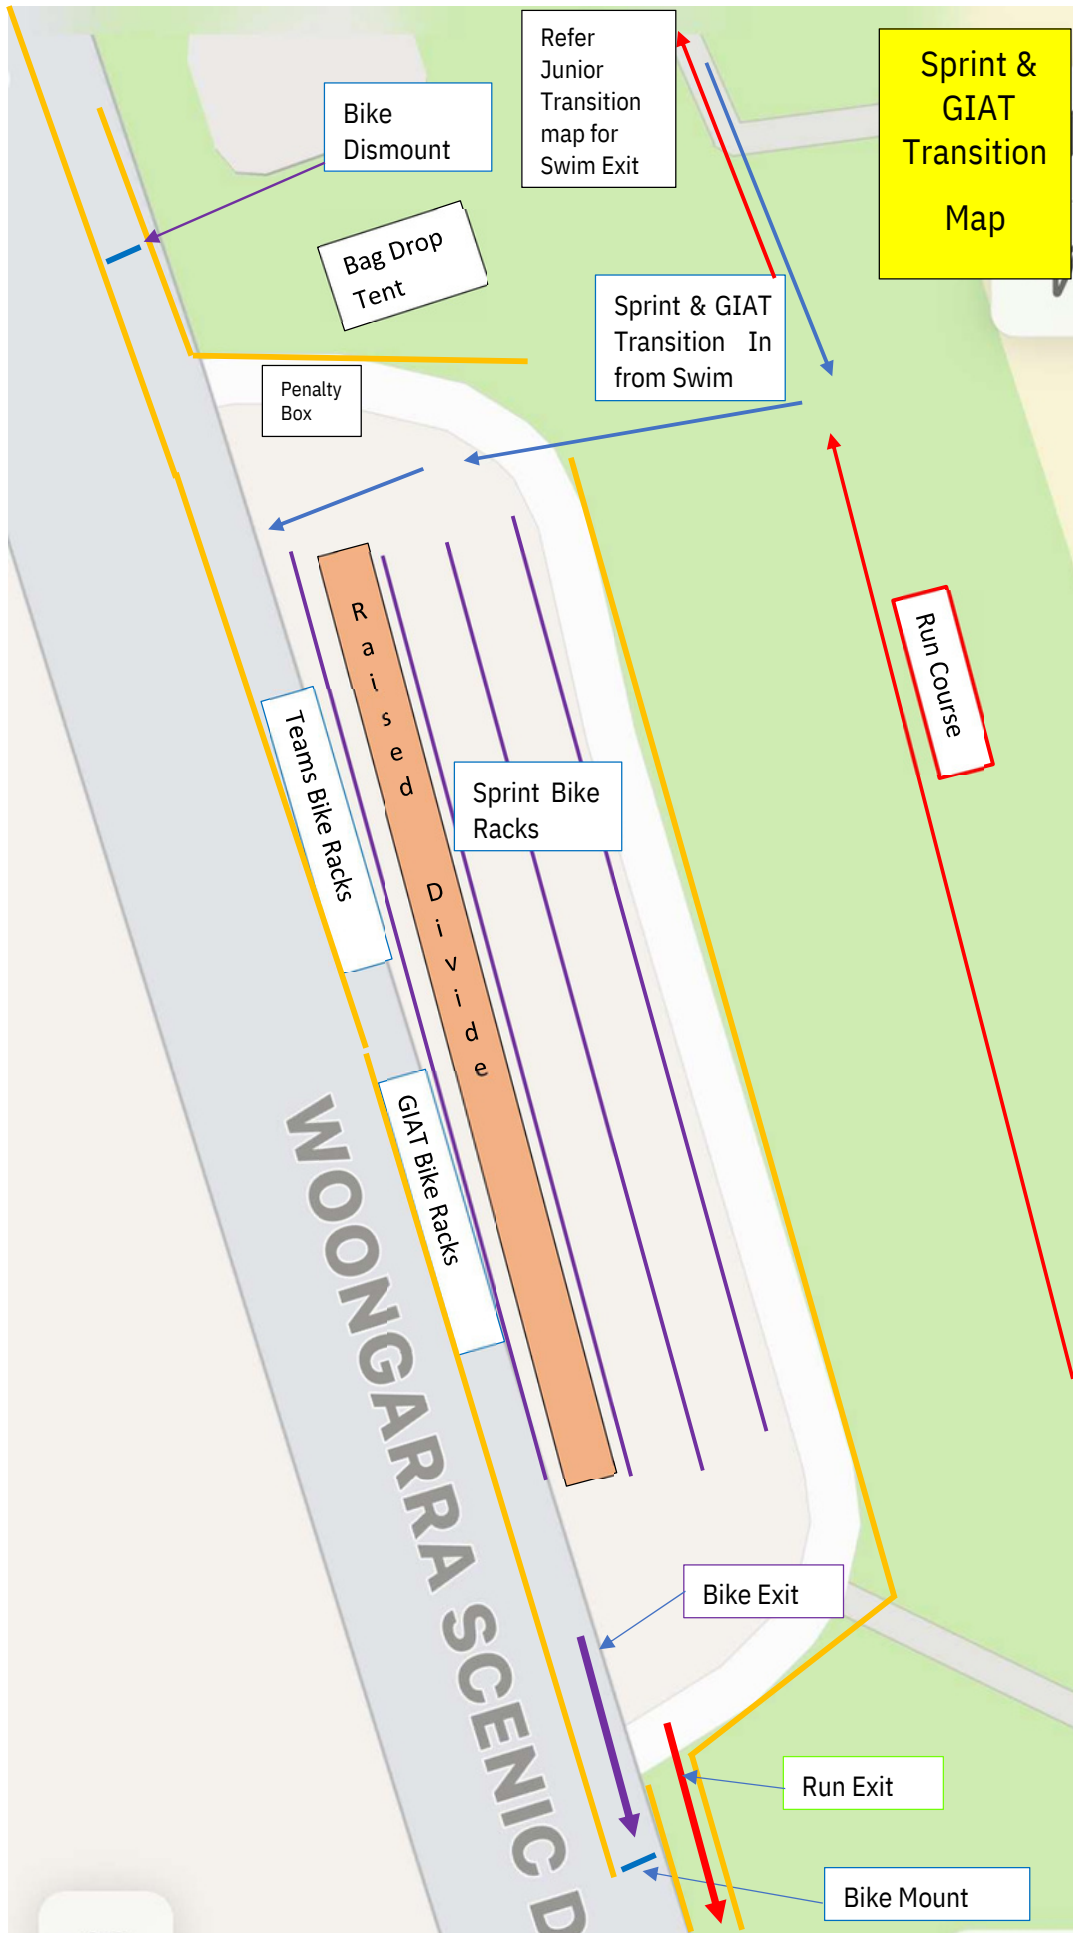 Refer
Junior
Transition
map for
Swim Exit
Sprint &
GIAT
Transition
Map
Bike
Dismount
Bag Drop
Tent
Sprint & GIAT
Transition In
from Swim
Penalty
Box
Run Course
Raised Divide
Teams Bike Racks
Sprint Bike
Racks
GIAT Bike Racks
WOONGARRA SCENIC D
Bike Exit
Run Exit
Bike Mount